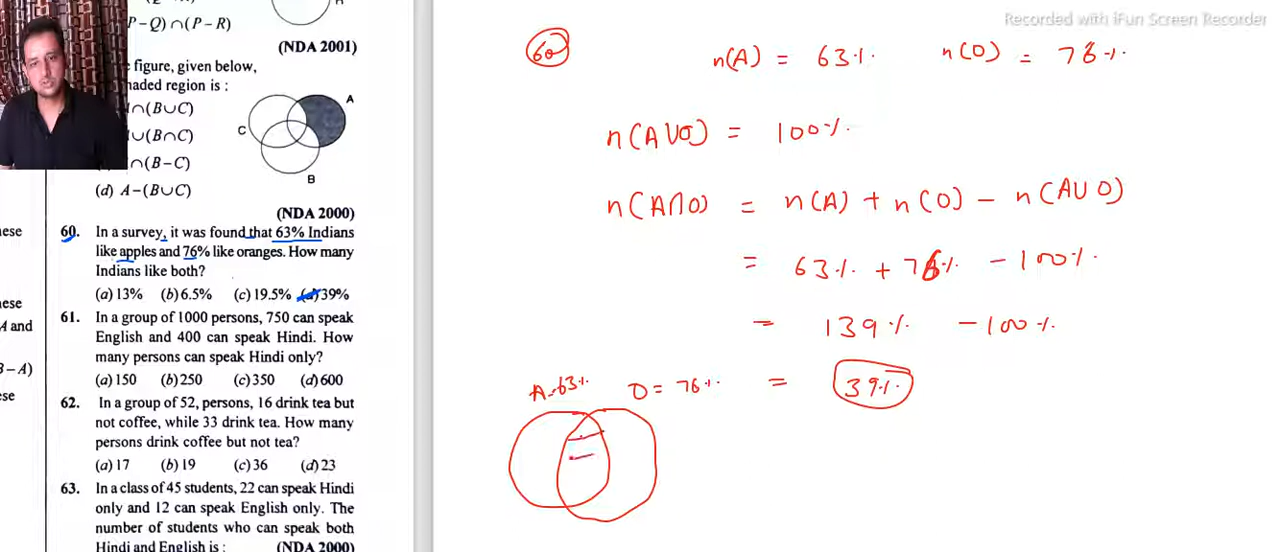 P−Q)∩(P−R)
(NDA 2001)
figure, given below,
haded region is :
∩(B∪C)
∪(B∩C)
∩(B−C)
(d) A−(B∪C)
A
C
B
(NDA 2000)
60. In a survey, it was found that 63% Indians
like apples and 76% like oranges. How many
Indians like both?
(a) 13% (b) 6.5% (c) 19.5% (d) 39%
61. In a group of 1000 persons, 750 can speak
English and 400 can speak Hindi. How
many persons can speak Hindi only?
(a) 150 (b) 250 (c) 350 (d) 600
62. In a group of 52, persons, 16 drink tea but
not coffee, while 33 drink tea. How many
persons drink coffee but not tea?
(a) 17 (b) 19 (c) 36 (d) 23
63. In a class of 45 students, 22 can speak Hindi
only and 12 can speak English only. The
number of students who can speak both
Hindi and English is : (NDA 2000)
nese
nese
A and
B−A)
ese
Recorded with iFun Screen Recorder
60
n(A) = 63% n(O) = 76%
n(A∪O) = 100%
n(A∩O) = n(A) + n(O) − n(A∪O)
= 63% + 76% − 100%
= 139% − 100%
= 39%
A=63% O = 76%